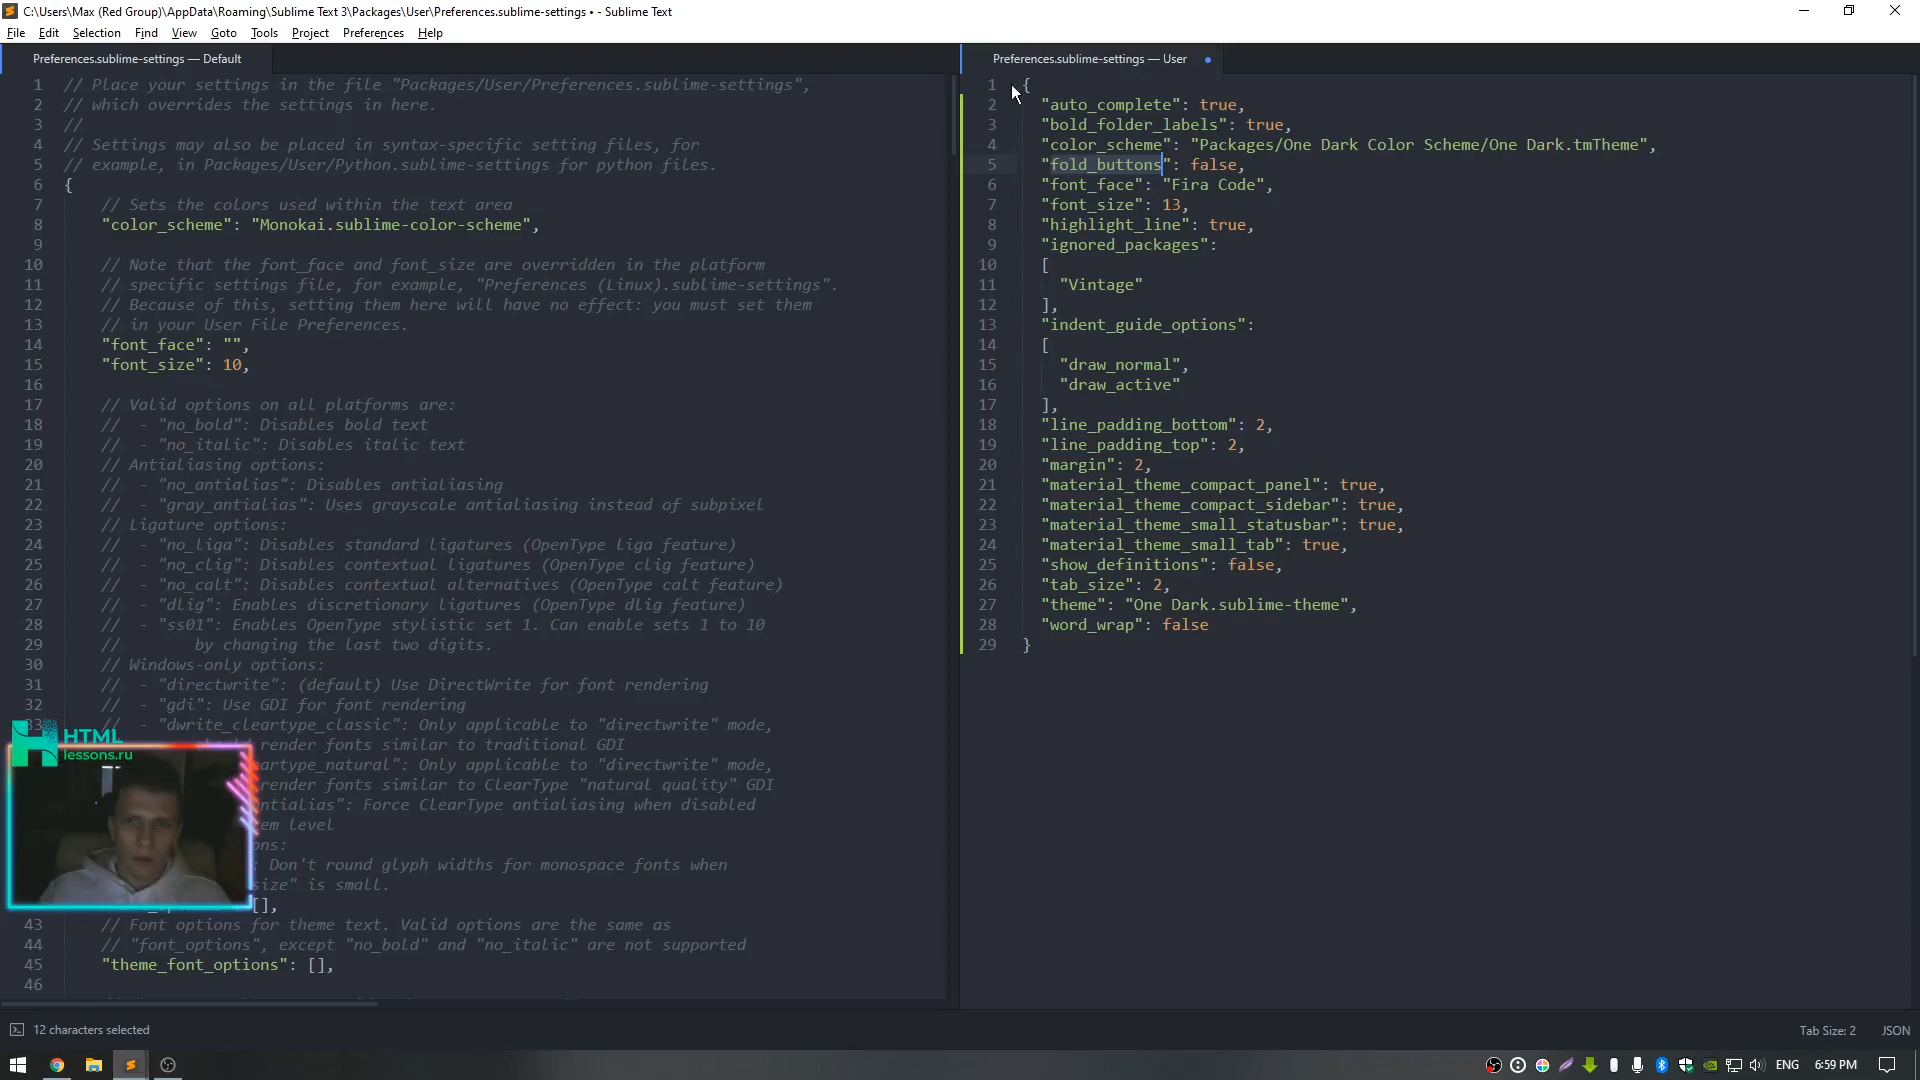 C:\Users\Max (Red Group)\AppData\Roaming\Sublime Text 3\Packages\User\Preferences.sublime-settings • - Sublime Text
File Edit Selection Find View Goto Tools Project Preferences Help
Preferences.sublime-settings — Default
1 // Place your settings in the file "Packages/User/Preferences.sublime-settings",
2 // which overrides the settings in here.
3 //
4 // Settings may also be placed in syntax-specific setting files, for
5 // example, in Packages/User/Python.sublime-settings for python files.
6 {
7 // Sets the colors used within the text area
8 "color_scheme": "Monokai.sublime-color-scheme",
9
10 // Note that the font_face and font_size are overridden in the platform
11 // specific settings file, for example, "Preferences (Linux).sublime-settings".
12 // Because of this, setting them here will have no effect: you must set them
13 // in your User File Preferences.
14 "font_face": "",
15 "font_size": 10,
16
17 // Valid options on all platforms are:
18 // - "no_bold": Disables bold text
19 // - "no_italic": Disables italic text
20 // Antialiasing options:
21 // - "no_antialias": Disables antialiasing
22 // - "gray_antialias": Uses grayscale antialiasing instead of subpixel
23 // Ligature options:
24 // - "no_liga": Disables standard ligatures (OpenType liga feature)
25 // - "no_clig": Disables contextual ligatures (OpenType clig feature)
26 // - "no_calt": Disables contextual alternatives (OpenType calt feature)
27 // - "dlig": Enables discretionary ligatures (OpenType dlig feature)
28 // - "ss01": Enables OpenType stylistic set 1. Can enable sets 1 to 10
29 // by changing the last two digits.
30 // Windows-only options:
31 // - "directwrite": (default) Use DirectWrite for font rendering
32 // - "gdi": Use GDI for font rendering
33 // - "dwrite_cleartype_classic": Only applicable to "directwrite" mode,
render fonts similar to traditional GDI
Only applicable to "directwrite" mode,
render fonts similar to ClearType "natural quality" GDI
Force ClearType antialiasing when disabled
level
Don't round glyph widths for monospace fonts when
size" is small.
[],
43 // Font options for theme text. Valid options are the same as
44 // "font_options", except "no_bold" and "no_italic" are not supported
45 "theme_font_options": [],
46
HTML
lessons.ru
Preferences.sublime-settings — User
1 {
2 "auto_complete": true,
3 "bold_folder_labels": true,
4 "color_scheme": "Packages/One Dark Color Scheme/One Dark.tmTheme",
5 "fold_buttons": false,
6 "font_face": "Fira Code",
7 "font_size": 13,
8 "highlight_line": true,
9 "ignored_packages":
10 [
11 "Vintage"
12 ],
13 "indent_guide_options":
14 [
15 "draw_normal",
16 "draw_active"
17 ],
18 "line_padding_bottom": 2,
19 "line_padding_top": 2,
20 "margin": 2,
21 "material_theme_compact_panel": true,
22 "material_theme_compact_sidebar": true,
23 "material_theme_small_statusbar": true,
24 "material_theme_small_tab": true,
25 "show_definitions": false,
26 "tab_size": 2,
27 "theme": "One Dark.sublime-theme",
28 "word_wrap": false
29 }
12 characters selected
Tab Size: 2 JSON
ENG 6:59 PM